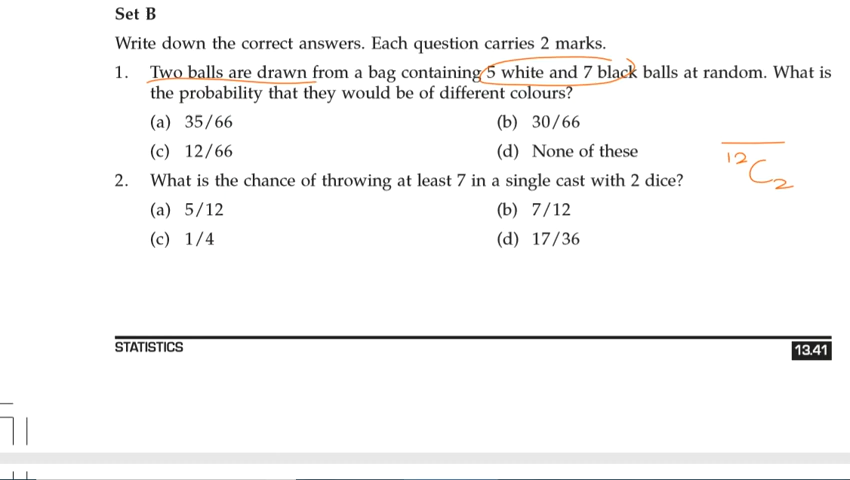 Set B
Write down the correct answers. Each question carries 2 marks.
1. Two balls are drawn from a bag containing 5 white and 7 black balls at random. What is
the probability that they would be of different colours?
(a) 35/66 (b) 30/66
(c) 12/66 (d) None of these
12C2
2. What is the chance of throwing at least 7 in a single cast with 2 dice?
(a) 5/12 (b) 7/12
(c) 1/4 (d) 17/36
STATISTICS 13.41